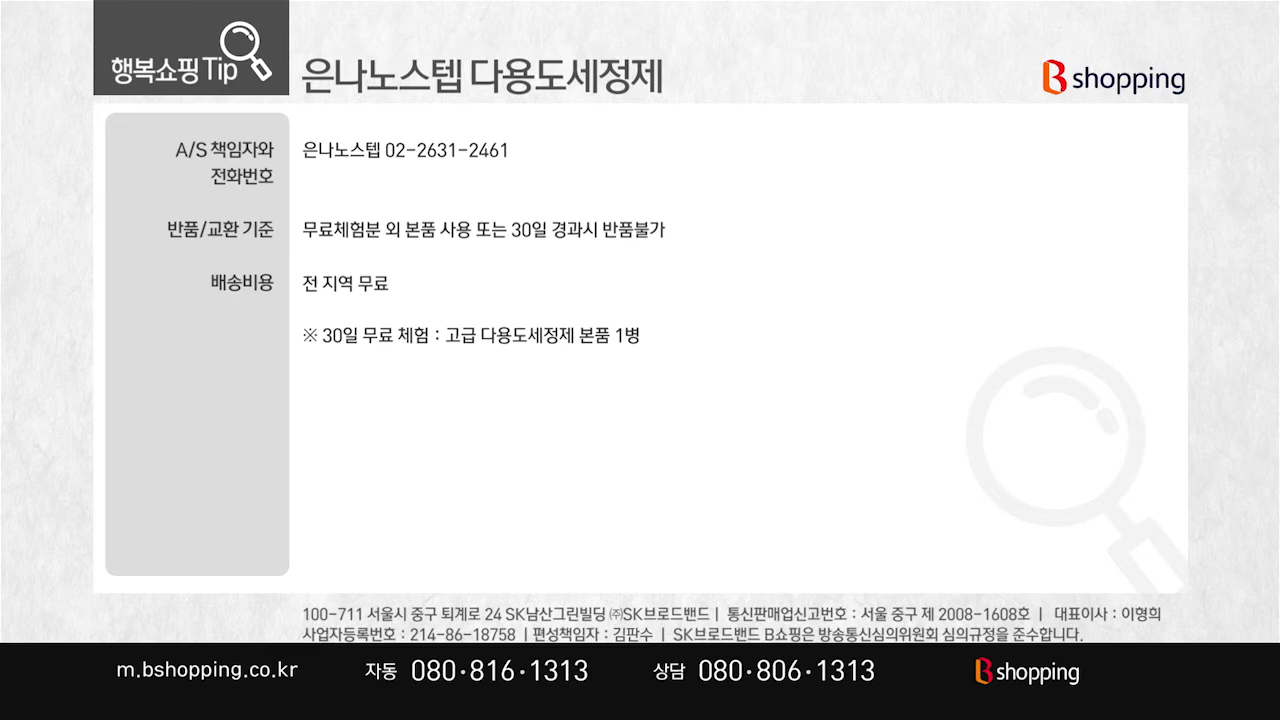 행복쇼핑 Tip
은나노스텝 다용도세정제
B shopping
A/S 책임자와
전화번호
은나노스텝 02-2631-2461
반품/교환 기준
무료체험분 외 본품 사용 또는 30일 경과시 반품불가
배송비용
전 지역 무료
※ 30일 무료 체험 : 고급 다용도세정제 본품 1병
100-711 서울시 중구 퇴계로 24 SK남산그린빌딩 ㈜SK브로드밴드 | 통신판매업신고번호 : 서울 중구 제 2008-1608호 | 대표이사 : 이형희
사업자등록번호 : 214-86-18758 | 편성책임자 : 김판수 | SK브로드밴드 B쇼핑은 방송통신심의위원회 심의규정을 준수합니다.
m.bshopping.co.kr 자동 080·816·1313 상담 080·806·1313 B shopping